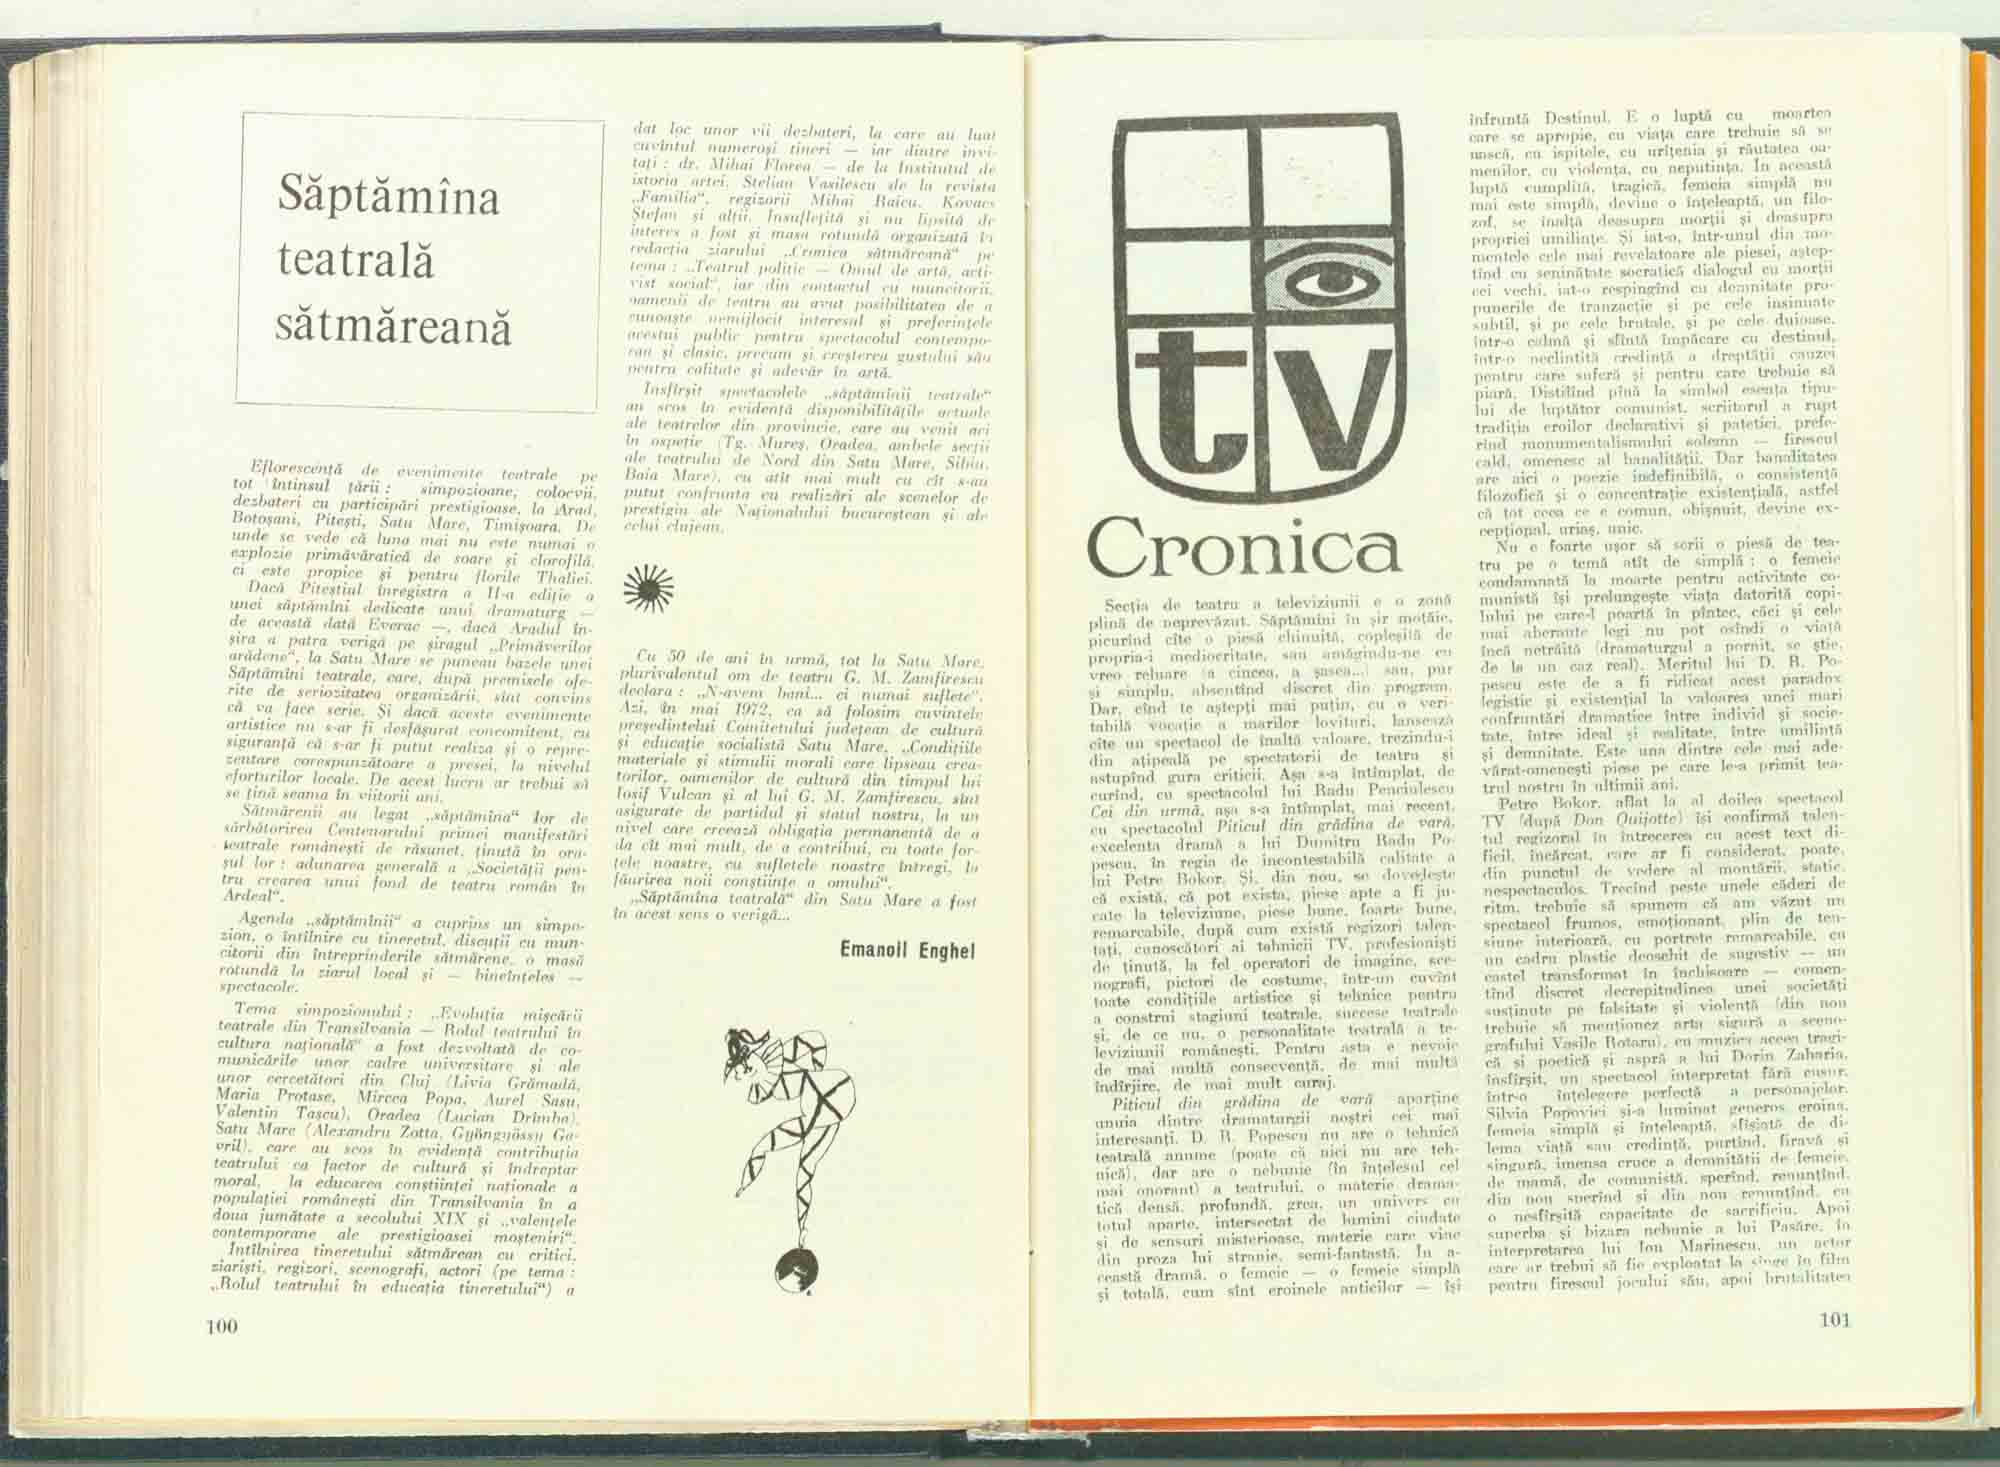 Săptămîna
teatrală
sătmăreană
Eflorescență de evenimente teatrale pe
tot întinsul țării : simpozioane, colocvii,
dezbateri cu participări prestigioase, la Arad,
Botoșani, Pitești, Satu Mare, Timișoara. De
unde se vede că luna mai nu este numai o
explozie primăvăratică de soare și clorofilă,
ci este propice și pentru florile Thaliei.
Dacă Piteștiul înregistra a II-a ediție a
unei săptămîni dedicate unui dramaturg —
de această dată Everac —, dacă Aradul în-
șira a patra verigă pe șiragul „Primăverilor
arădene“, la Satu Mare se puneau bazele unei
Săptămîni teatrale, care, după premisele ofe-
rite de seriozitatea organizării, sînt convins
că va face serie. Și dacă aceste evenimente
artistice nu s-ar fi desfășurat concomitent, cu
siguranță că s-ar fi putut realiza și o repre-
zentare corespunzătoare a presei, la nivelul
eforturilor locale. De acest lucru ar trebui să
se țină seama în viitorii ani.
Sătmărenii au legat „săptămîna“ lor de
sărbătorirea Centenarului primei manifestări
teatrale românești de răsunet, ținută în ora-
șul lor : adunarea generală a „Societății pen-
tru crearea unui fond de teatru român în
Ardeal“.
Agenda „săptămînii“ a cuprins un simpo-
zion, o întîlnire cu tineretul, discuții cu mun-
citorii din întreprinderile sătmărene, o masă
rotundă la ziarul local și — bineînțeles —
spectacole.
Tema simpozionului : „Evoluția mișcării
teatrale din Transilvania — Rolul teatrului în
cultura națională“ a fost dezvoltată de co-
municările unor cadre universitare și ale
unor cercetători din Cluj (Livia Grămadă,
Maria Protase, Mircea Popa, Aurel Sasu,
Valentin Tașcu), Oradea (Lucian Drîmba),
Satu Mare (Alexandru Zotta, Gyöngyössy Ga-
vril), care au scos în evidență contribuția
teatrului ca factor de cultură și îndreptar
moral, la educarea conștiinței naționale a
populației românești din Transilvania în a
doua jumătate a secolului XIX și „valențele
contemporane ale prestigioasei moșteniri“.
Întîlnirea tineretului sătmărean cu critici,
ziariști, regizori, scenografi, actori (pe tema :
„Rolul teatrului în educația tineretului“) a
100
dat loc unor vii dezbateri, la care au luat
cuvîntul numeroși tineri — iar dintre invi-
tați : dr. Mihai Florea — de la Institutul de
istoria artei, Stelian Vasilescu de la revista
„Familia“, regizorii Mihai Raicu, Kovacs
Ștefan și alții. Însuflețită și nu lipsită de
interes a fost și masa rotundă organizată la
redacția ziarului „Cronica sătmăreană“ pe
tema : „Teatrul politic — Omul de artă, acti-
vist social“, iar din contactul cu muncitorii,
oamenii de teatru au avut posibilitatea de a
cunoaște nemijlocit interesul și preferințele
acestui public pentru spectacolul contempo-
ran și clasic, precum și creșterea gustului său
pentru calitate și adevăr în artă.
Însfîrșit spectacolele „săptămînii teatrale“
au scos în evidență disponibilitățile actuale
ale teatrelor din provincie, care au venit aci
în ospeție (Tg. Mureș, Oradea, ambele secții
ale teatrului de Nord din Satu Mare, Sibiu,
Baia Mare), cu atît mai mult cu cît s-au
putut confrunta cu realizări ale scenelor de
prestigiu ale Naționalului bucureștean și ale
celui clujean.
Cu 50 de ani în urmă, tot la Satu Mare,
plurivalentul om de teatru G. M. Zamfirescu
declara : „N-avem bani... ci numai suflete“.
Azi, în mai 1972, ca să folosim cuvintele
președintelui Comitetului județean de cultură
și educație socialistă Satu Mare, „Condițiile
materiale și stimulii morali care lipseau crea-
torilor, oamenilor de cultură din timpul lui
Iosif Vulcan și al lui G. M. Zamfirescu, sînt
asigurate de partidul și statul nostru, la un
nivel care creează obligația permanentă de a
da cît mai mult, de a contribui, cu toate for-
țele noastre, cu sufletele noastre întregi, la
făurirea noii conștiințe a omului“.
„Săptămîna teatrală“ din Satu Mare a fost
în acest sens o verigă...
Emanoil Enghel
tv
Cronica
Secția de teatru a televiziunii e o zonă
plină de neprevăzut. Săptămîni în șir moțăie,
picurînd cîte o piesă chinuită, copleșită de
propria-i mediocritate, sau amăgindu-ne cu
vreo reluare (a cincea, a șasea...) sau, pur
și simplu, absentînd discret din program.
Dar, cînd te aștepți mai puțin, cu o veri-
tabilă vocație a marilor lovituri, lansează
cîte un spectacol de înaltă valoare, trezindu-i
din ațipeală pe spectatorii de teatru și
astupînd gura criticii. Așa s-a întîmplat, de
curînd, cu spectacolul lui Radu Penciulescu
Cei din urmă, așa s-a întîmplat, mai recent,
cu spectacolul Piticul din grădina de vară,
excelenta dramă a lui Dumitru Radu Po-
pescu, în regia de incontestabilă calitate a
lui Petre Bokor. Și, din nou, se dovedește
că există, că pot exista, piese apte a fi ju-
cate la televiziune, piese bune, foarte bune,
remarcabile, după cum există regizori talen-
tați, cunoscători ai tehnicii TV, profesioniști
de ținută, la fel operatori de imagine, sce-
nografi, pictori de costume, într-un cuvînt
toate condițiile artistice și tehnice pentru
a construi stagiuni teatrale, succese teatrale
și, de ce nu, o personalitate teatrală a te-
leviziunii românești. Pentru asta e nevoie
de mai multă consecvență, de mai multă
îndîrjire, de mai mult curaj.
Piticul din grădina de vară aparține
unuia dintre dramaturgii noștri cei mai
interesanți. D. R. Popescu nu are o tehnică
teatrală anume (poate că nici nu are teh-
nică), dar are o nebunie (în înțelesul cel
mai onorant) a teatrului, o materie drama-
tică densă, profundă, grea, un univers cu
totul aparte, intersectat de lumini ciudate
și de sensuri misterioase, materie care vine
din proza lui stranie, semi-fantastă. În a-
ceastă dramă, o femeie — o femeie simplă
și totală, cum sînt eroinele anticilor — își
înfruntă Destinul. E o luptă cu moartea
care se apropie, cu viața care trebuie să se
nască, cu ispitele, cu urîțenia și răutatea oa-
menilor, cu violența, cu neputința. În această
luptă cumplită, tragică, femeia simplă nu
mai este simplă, devine o înțeleaptă, un filo-
zof, se înalță deasupra morții și deasupra
propriei umilințe. Și iat-o, într-unul din mo-
mentele cele mai revelatoare ale piesei, aștep-
tînd cu seninătate socratică dialogul cu morții
cei vechi, iat-o respingînd cu demnitate pro-
punerile de tranzacție și pe cele insinuate
subtil, și pe cele brutale, și pe cele duioase,
într-o calmă și sfîntă împăcare cu destinul,
într-o neclintită credință a dreptății cauzei
pentru care suferă și pentru care trebuie să
piară. Distilînd pînă la simbol esența tipu-
lui de luptător comunist, scriitorul a rupt
tradiția eroilor declarativi și patetici, prefe-
rînd monumentalismului solemn — firescul
cald, omenesc al banalității. Dar banalitatea
are aici o poezie indefinibilă, o consistență
filozofică și o concentrație existențială, astfel
că tot ceea ce e comun, obișnuit, devine ex-
cepțional, uriaș, unic.
Nu e foarte ușor să scrii o piesă de tea-
tru pe o temă atît de simplă : o femeie
condamnată la moarte pentru activitate co-
munistă își prelungește viața datorită copi-
lului pe care-l poartă în pîntec, căci și cele
mai aberante legi nu pot osîndi o viață
încă netrăită (dramaturgul a pornit, se știe,
de la un caz real). Meritul lui D. R. Po-
pescu este de a fi ridicat acest paradox
legistic și existențial la valoarea unei mari
confruntări dramatice între individ și socie-
tate, între ideal și realitate, între umilință
și demnitate. Este una dintre cele mai ade-
vărat-omenești piese pe care le-a primit tea-
trul nostru în ultimii ani.
Petre Bokor, aflat la al doilea spectacol
TV (după Don Quijotte) își confirmă talen-
tul regizoral în întrecerea cu acest text di-
ficil, încărcat, care ar fi considerat, poate,
din punctul de vedere al montării, static,
nespectaculos. Trecînd peste unele căderi de
ritm, trebuie să spunem că am văzut un
spectacol frumos, emoționant, plin de ten-
siune interioară, cu portrete remarcabile, cu
un cadru plastic deosebit de sugestiv — un
castel transformat în închisoare — comen-
tînd discret decrepitudinea unei societăți
susținute pe falsitate și violență (din nou
trebuie să menționez arta sigură a sceno-
grafului Vasile Rotaru), cu muzica aceea tragi-
că și poetică și aspră a lui Dorin Zaharia,
însfîrșit, un spectacol interpretat fără cusur,
într-o înțelegere perfectă a personajelor.
Silvia Popovici și-a luminat generos eroina,
femeia simplă și înțeleaptă, sfîșiată de di-
lema viață sau credință, purtînd, firavă și
singură, imensa cruce a demnității de femeie,
de mamă, de comunistă, sperînd, renunțînd,
din nou sperînd și din nou renunțînd, cu
o nesfîrșită capacitate de sacrificiu. Apoi
superba și bizara nebunie a lui Pasăre, în
interpretarea lui Ion Marinescu, un actor
care ar trebui să fie exploatat la sînge în film
pentru firescul jocului său, apoi brutalitatea
101